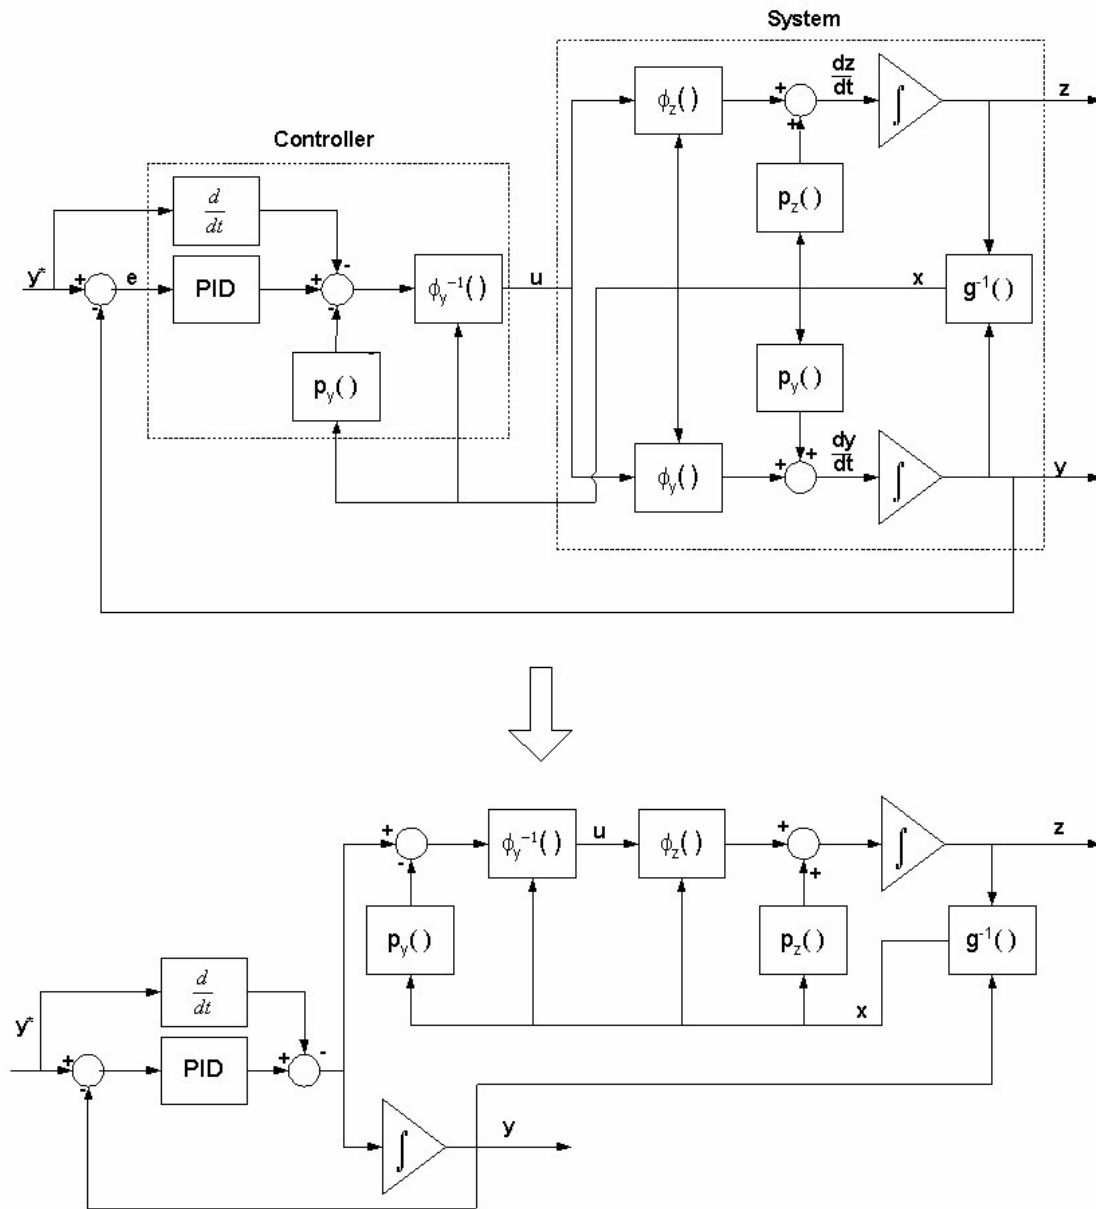 System
dz
dt
ϕz()
+
+
∫
z
Controller
d
dt
pz()
y*
+
-
e
PID
+
-
-
ϕy⁻¹()
u
x
g⁻¹()
py()
py()
ϕy()
+
+
dy
dt
∫
y
+
-
ϕy⁻¹()
u
ϕz()
+
+
∫
z
py()
pz()
g⁻¹()
x
d
dt
y*
+
-
PID
+
-
∫
y